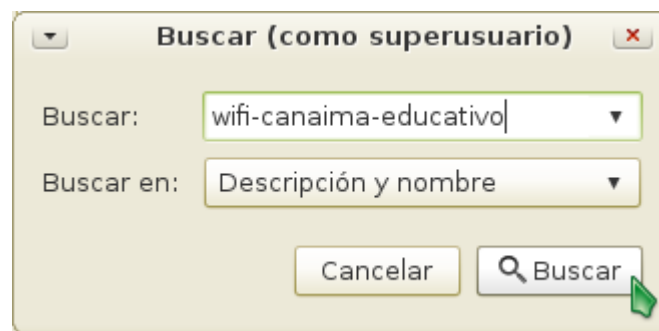 Buscar (como superusuario)
Buscar: wifi-canaima-educativo
Buscar en: Descripción y nombre
Cancelar Buscar